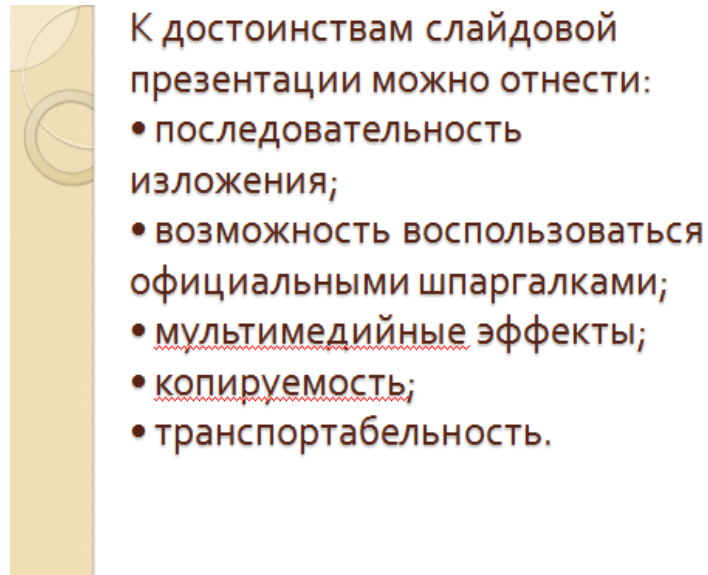 К достоинствам слайдовой
презентации можно отнести:
• последовательность
изложения;
• возможность воспользоваться
официальными шпаргалками;
• мультимедийные эффекты;
• копируемость;
• транспортабельность.